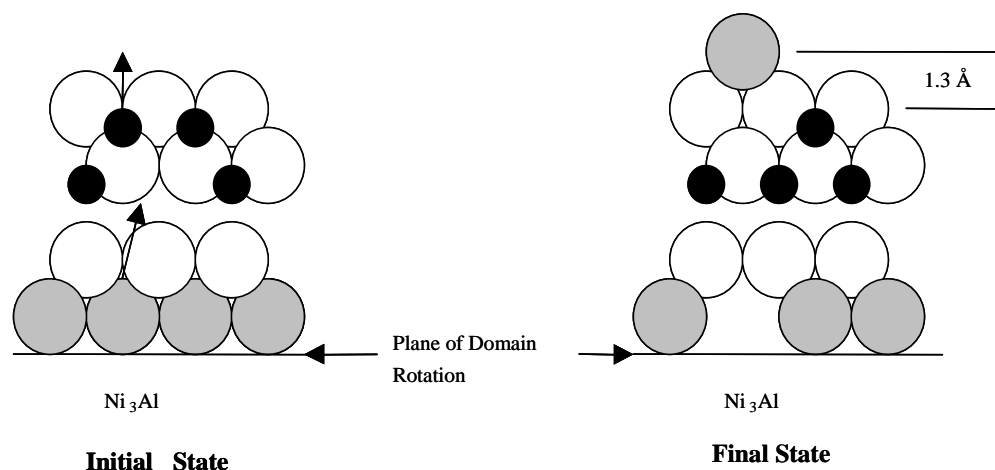 1.3 Å
Plane of Domain
Rotation
Ni3Al
Ni3Al
Initial State
Final State